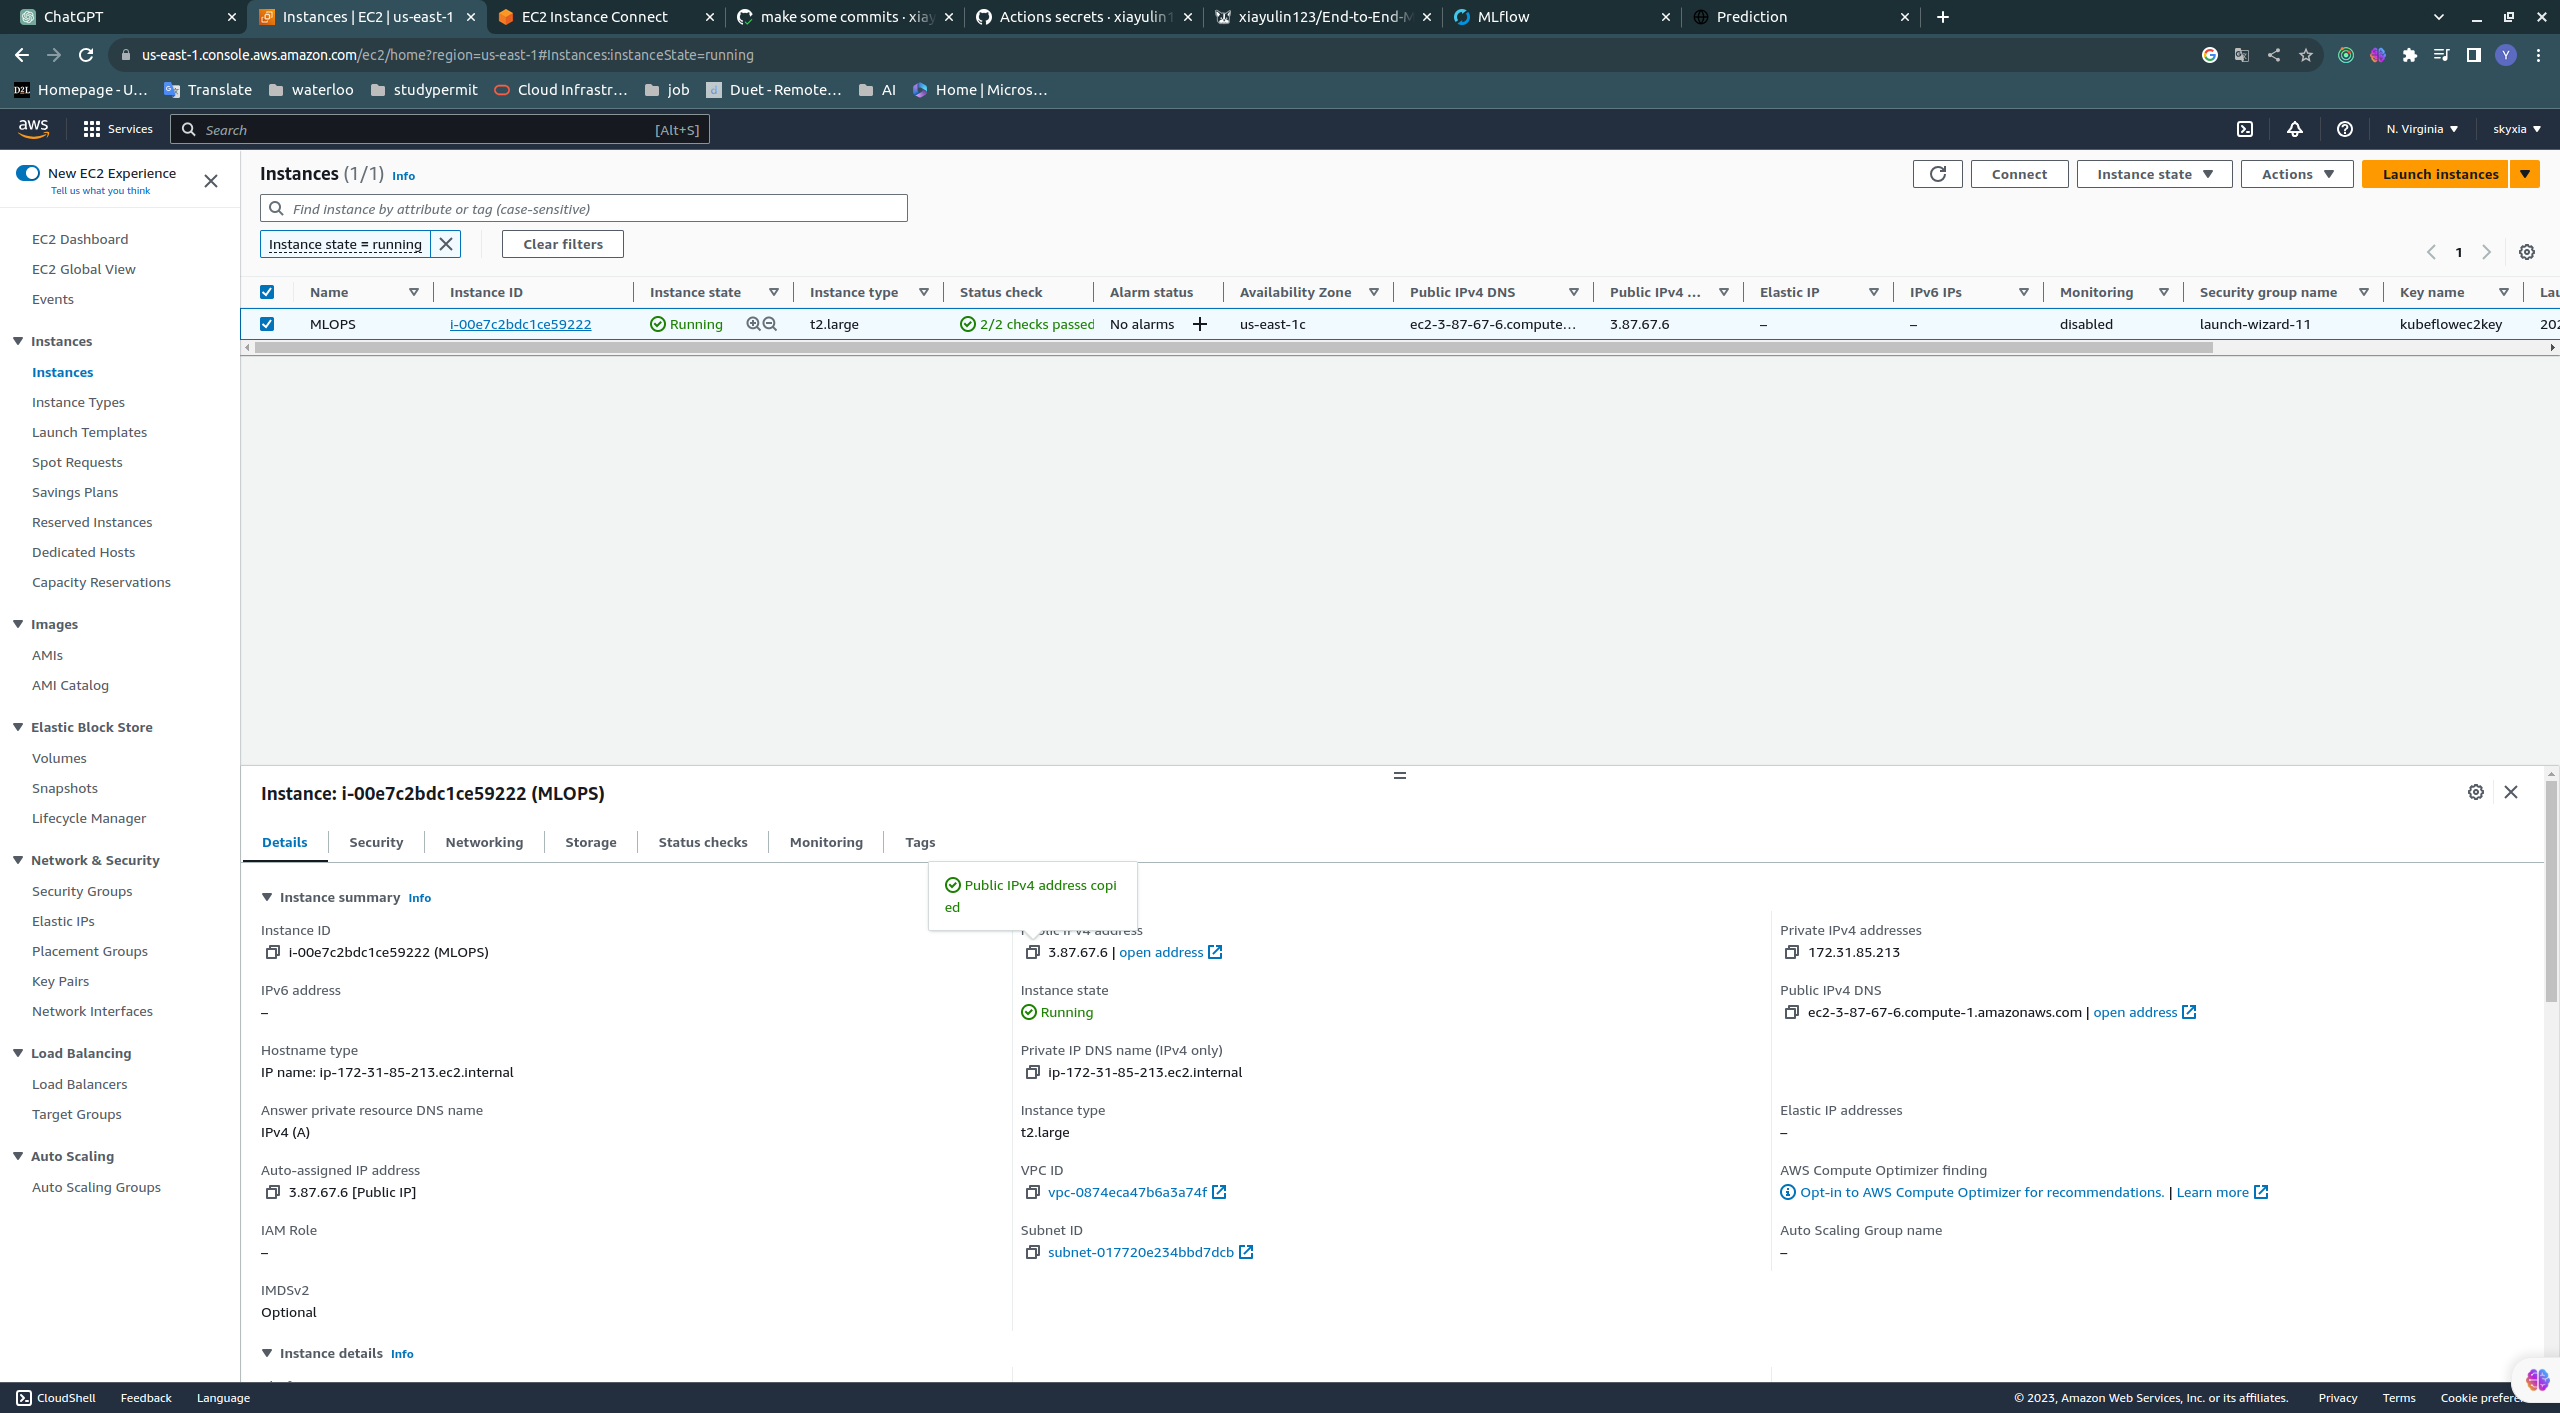 ChatGPT
Instances | EC2 | us-east-1
EC2 Instance Connect
make some commits · xiay
Actions secrets · xiayulin1
xiayulin123/End-to-End-M
MLflow
Prediction
us-east-1.console.aws.amazon.com/ec2/home?region=us-east-1#Instances:instanceState=running
Y
D2L Homepage - U...
Translate
waterloo
studypermit
Cloud Infrastr...
job
Duet - Remote...
AI
Home | Micros...
aws
Services
Search
[Alt+S]
N. Virginia
skyxia
New EC2 Experience
Tell us what you think
EC2 Dashboard
EC2 Global View
Events
Instances
Instances
Instance Types
Launch Templates
Spot Requests
Savings Plans
Reserved Instances
Dedicated Hosts
Capacity Reservations
Images
AMIs
AMI Catalog
Elastic Block Store
Volumes
Snapshots
Lifecycle Manager
Network & Security
Security Groups
Elastic IPs
Placement Groups
Key Pairs
Network Interfaces
Load Balancing
Load Balancers
Target Groups
Auto Scaling
Auto Scaling Groups
Instances (1/1) Info
Connect
Instance state
Actions
Launch instances
Find instance by attribute or tag (case-sensitive)
Instance state = running
Clear filters
1
Name Instance ID Instance state Instance type Status check Alarm status Availability Zone Public IPv4 DNS Public IPv4 ... Elastic IP IPv6 IPs Monitoring Security group name Key name Lau
MLOPS i-00e7c2bdc1ce59222 Running t2.large 2/2 checks passed No alarms + us-east-1c ec2-3-87-67-6.compute... 3.87.67.6 – – disabled launch-wizard-11 kubeflowec2key 202
Instance: i-00e7c2bdc1ce59222 (MLOPS)
Details
Security
Networking
Storage
Status checks
Monitoring
Tags
Public IPv4 address copi
ed
Instance summary Info
Instance ID
i-00e7c2bdc1ce59222 (MLOPS)
Public IPv4 address
3.87.67.6 | open address
Private IPv4 addresses
172.31.85.213
IPv6 address
–
Instance state
Running
Public IPv4 DNS
ec2-3-87-67-6.compute-1.amazonaws.com | open address
Hostname type
IP name: ip-172-31-85-213.ec2.internal
Private IP DNS name (IPv4 only)
ip-172-31-85-213.ec2.internal
Answer private resource DNS name
IPv4 (A)
Instance type
t2.large
Elastic IP addresses
–
Auto-assigned IP address
3.87.67.6 [Public IP]
VPC ID
vpc-0874eca47b6a3a74f
AWS Compute Optimizer finding
Opt-in to AWS Compute Optimizer for recommendations. | Learn more
IAM Role
–
Subnet ID
subnet-017720e234bbd7dcb
Auto Scaling Group name
–
IMDSv2
Optional
Instance details Info
CloudShell
Feedback
Language
© 2023, Amazon Web Services, Inc. or its affiliates.
Privacy
Terms
Cookie prefere